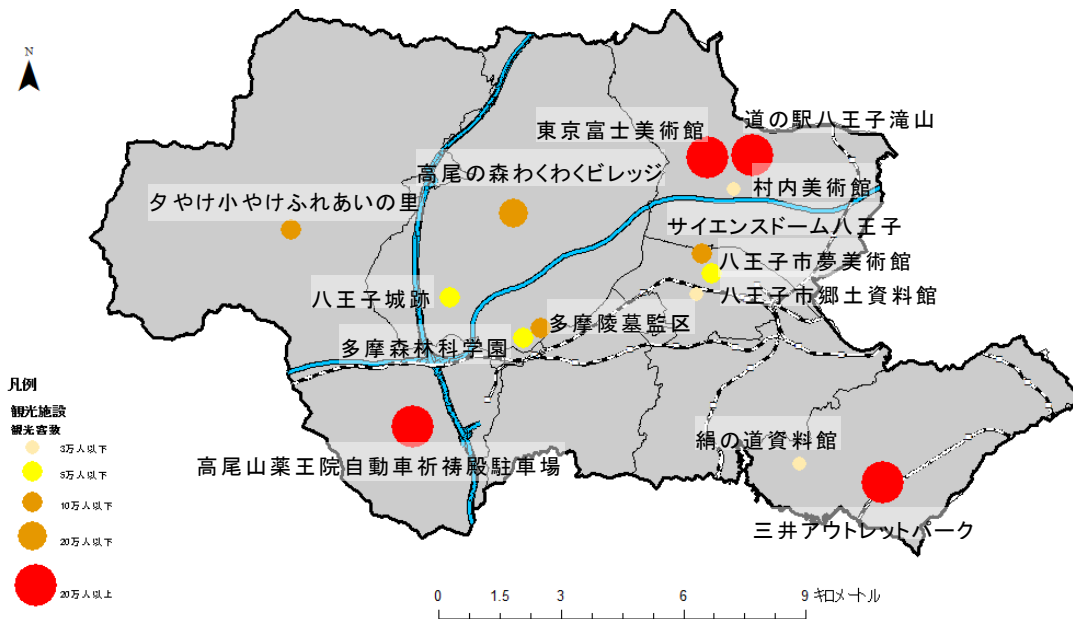 N
東京富士美術館
道の駅八王子滝山
高尾の森わくわくビレッジ
村内美術館
夕やけ小やけふれあいの里
サイエンスドーム八王子
八王子市夢美術館
八王子城跡
八王子市郷土資料館
多摩陵墓監区
多摩森林科学園
凡例
観光施設
観光客数
3万人以下
5万人以下
10万人以下
20万人以下
20万人以上
絹の道資料館
高尾山薬王院自動車祈祷殿駐車場
三井アウトレットパーク
0 1.5 3 6 9 キロメートル